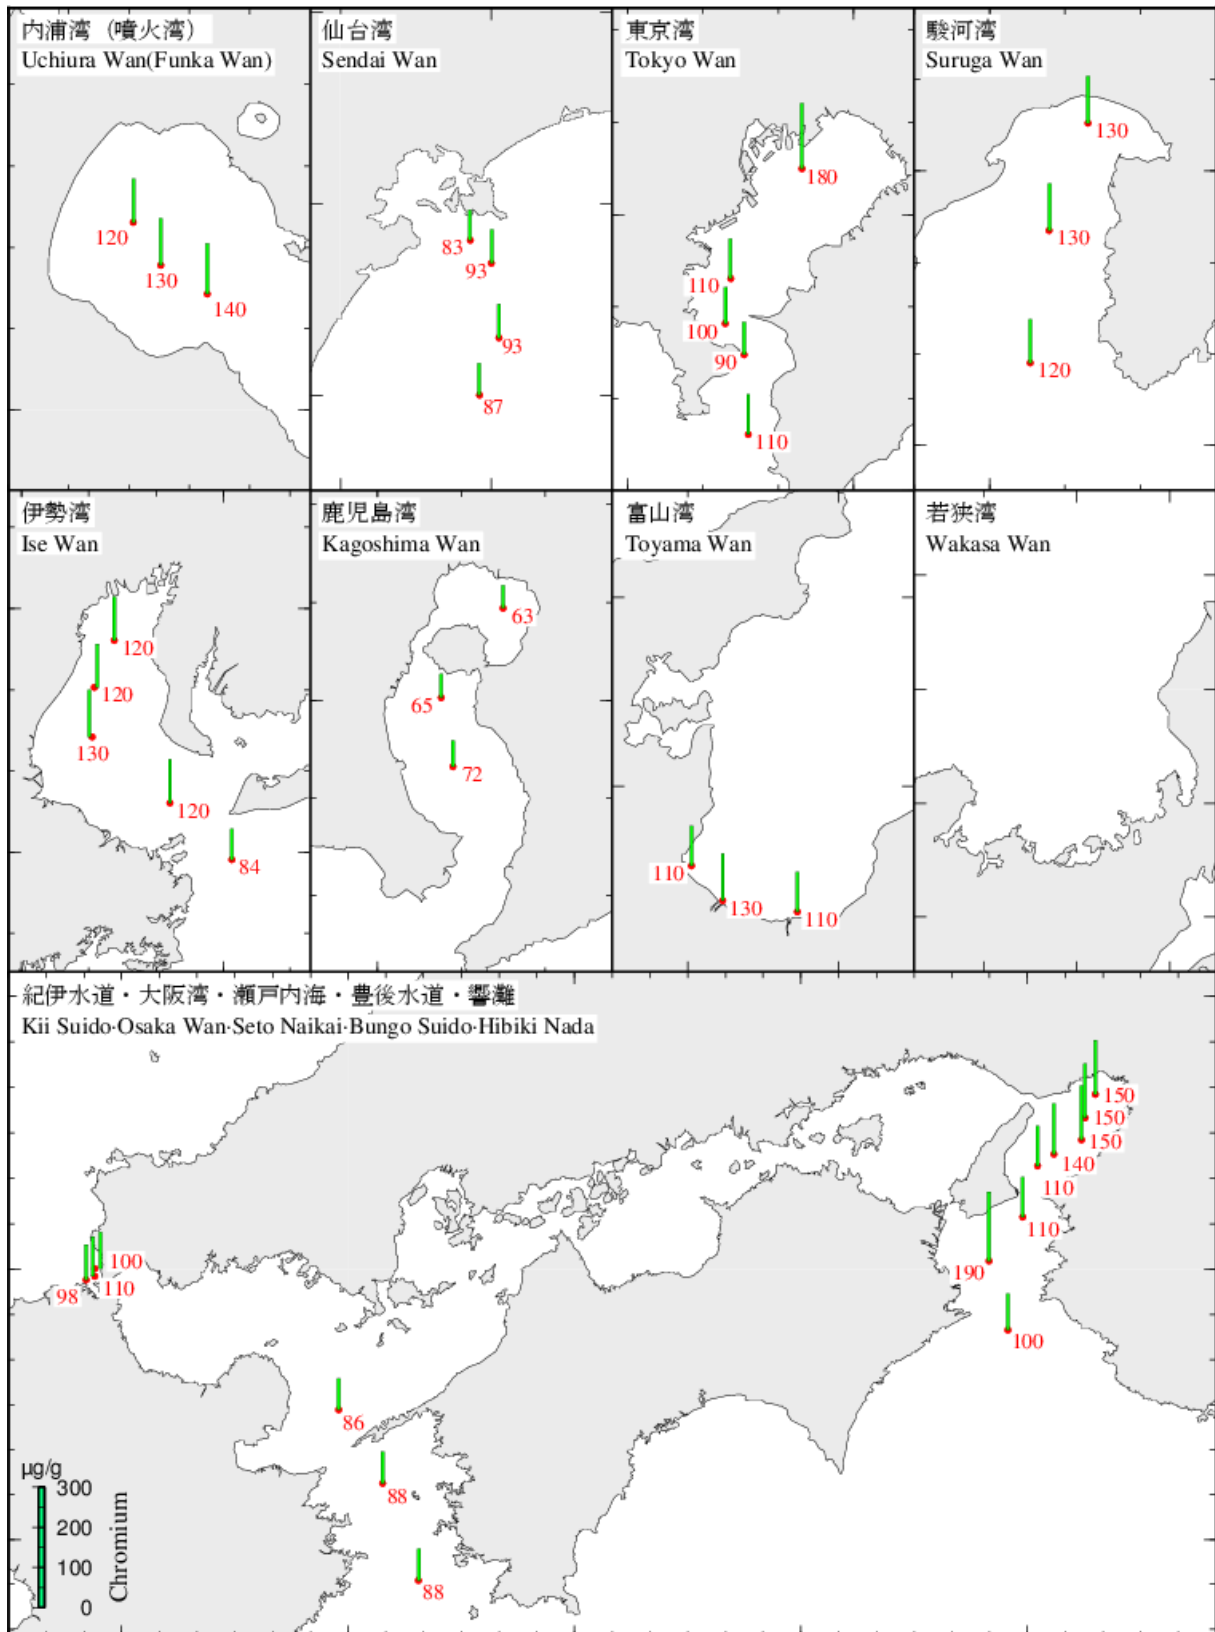 内浦湾（噴火湾）
Uchiura Wan(Funka Wan)
120
130
140
仙台湾
Sendai Wan
83
93
93
87
東京湾
Tokyo Wan
180
110
100
90
110
駿河湾
Suruga Wan
130
130
120
伊勢湾
Ise Wan
120
120
130
120
84
鹿児島湾
Kagoshima Wan
63
65
72
富山湾
Toyama Wan
110
130
110
若狭湾
Wakasa Wan
紀伊水道・大阪湾・瀬戸内海・豊後水道・響灘
Kii Suido·Osaka Wan·Seto Naikai·Bungo Suido·Hibiki Nada
150
150
150
140
110
110
190
100
100
110
98
86
88
88
µg/g
300
200
100
0
Chromium